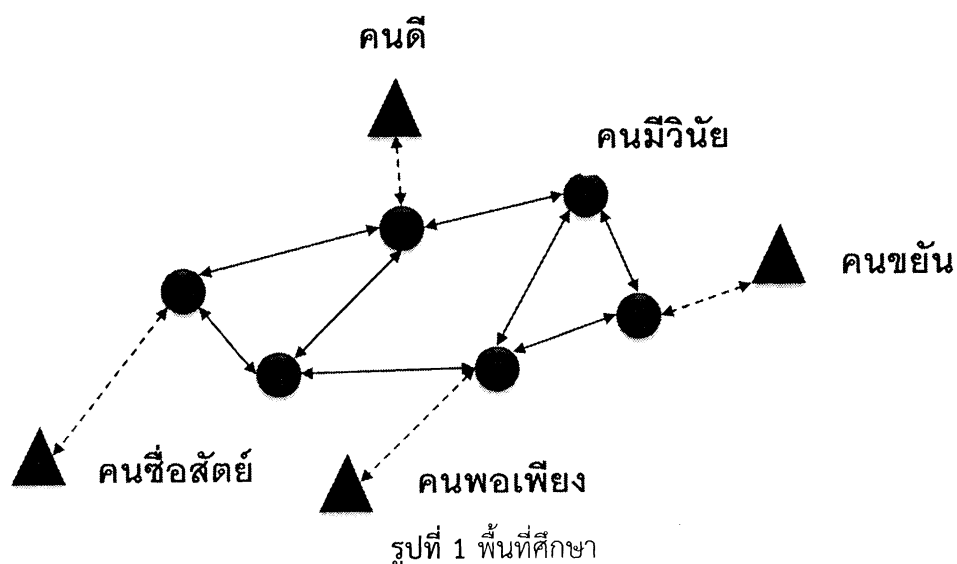 คนดี
คนมีวินัย
คนขยัน
คนซื่อสัตย์
คนพอเพียง
รูปที่ 1 พื้นที่ศึกษา